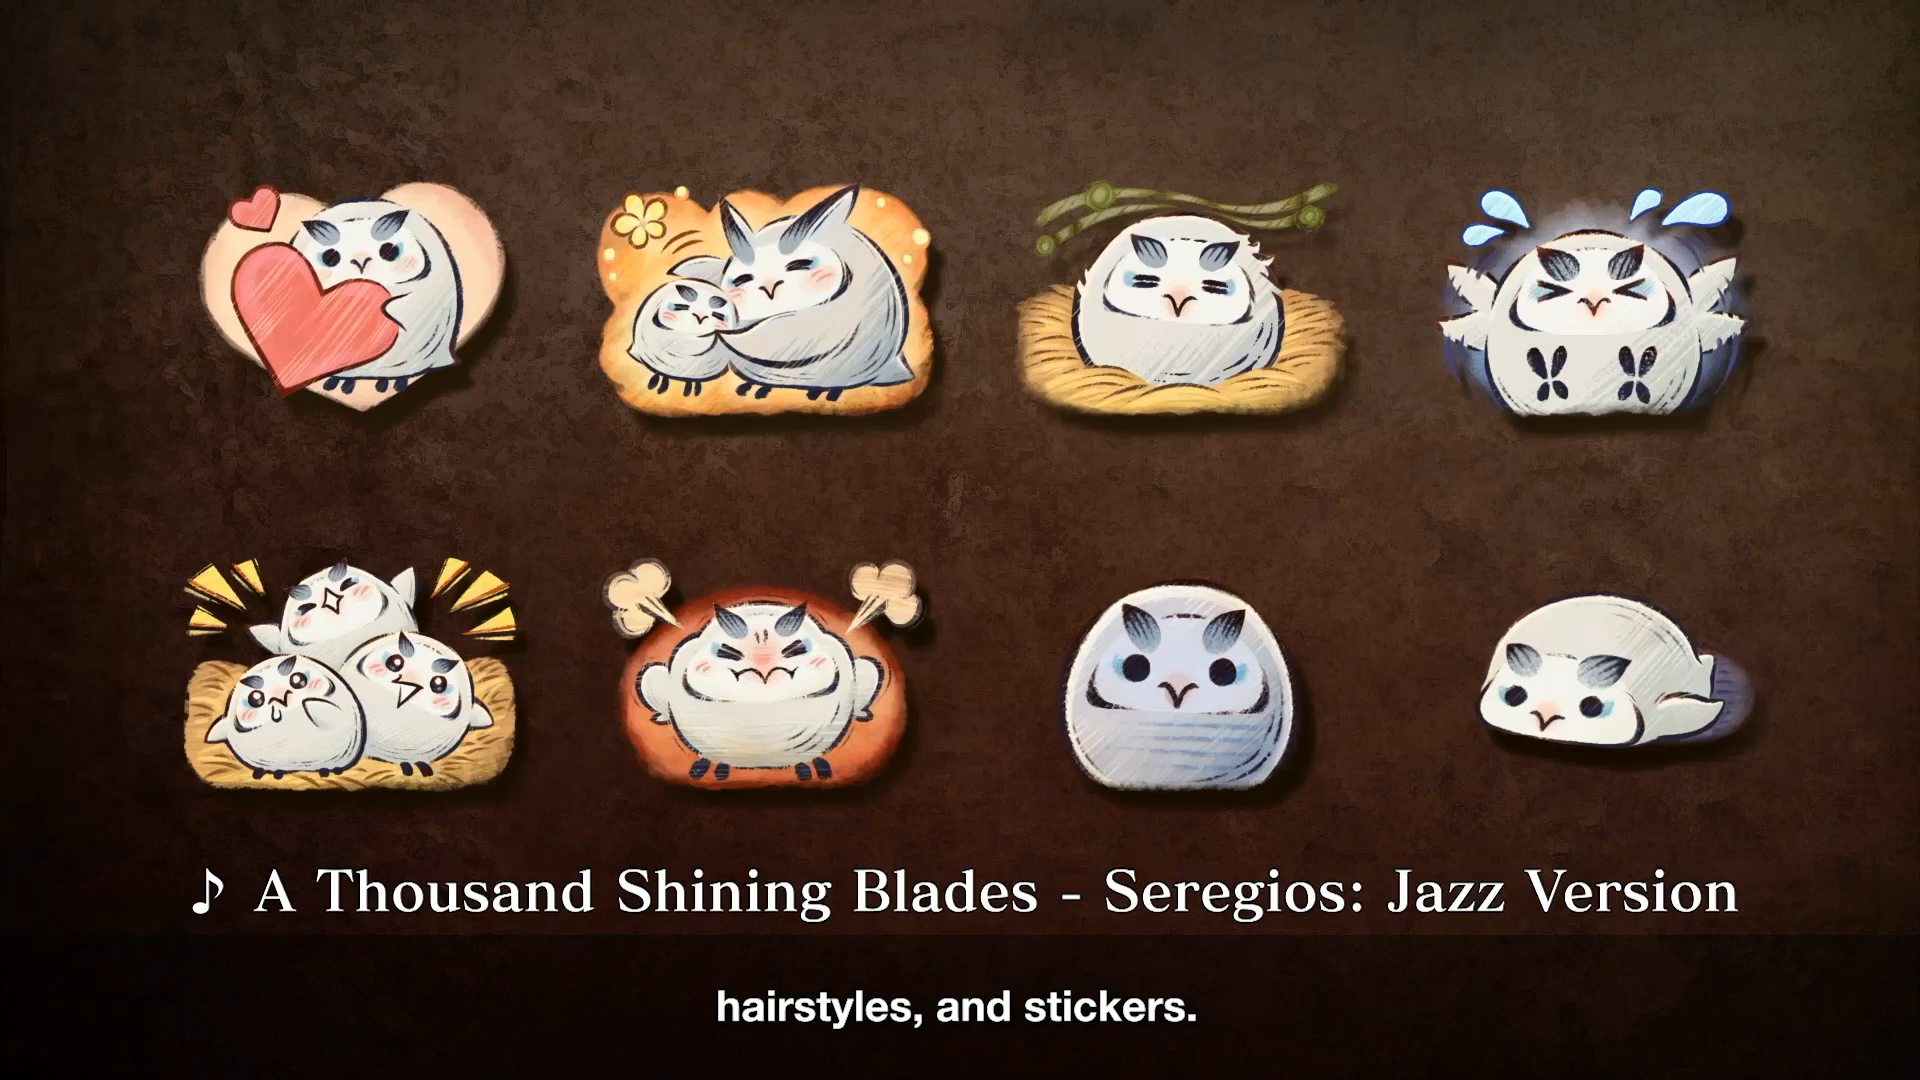 ♪ A Thousand Shining Blades - Seregios: Jazz Version
hairstyles, and stickers.